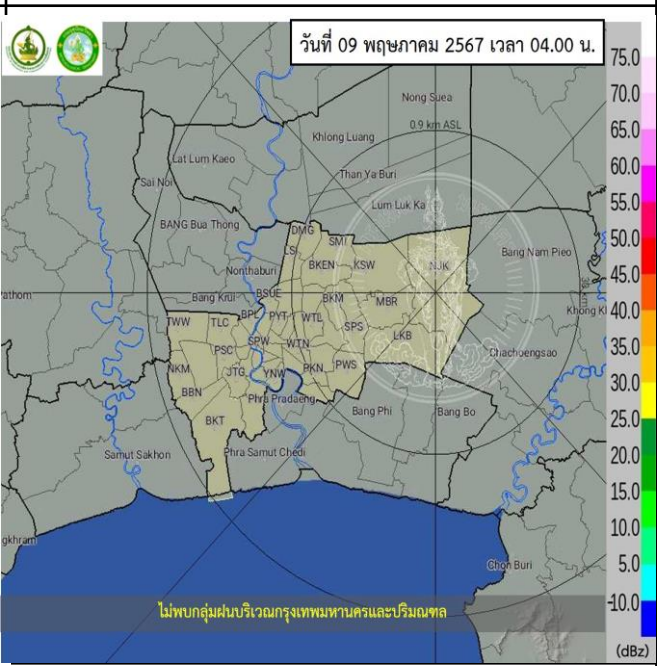 วันที่ 09 พฤษภาคม 2567 เวลา 04.00 น.
75.0
70.0
65.0
60.0
55.0
50.0
45.0
40.0
35.0
30.0
25.0
20.0
15.0
10.0
5.0
-10.0
(dBz)
Nong Suea
0.9 km ASL
Khlong Luang
Lat Lum Kaeo
Than Ya Buri
Sai Noi
Lum Luk Ka
BANG Bua Thong
DMG
SMI
LSI
Bang Nam Pieo
BKEN
KSW
NJK
Nonthaburi
BSUE
Bang Krui
BKM
MBR
athom
Khong Kh
BPL
PYT
WTL
TWW
TLC
SPS
LKB
SPW
WTN
PSC
Chachoengsao
NKM
JTG
YNW
PKN
PWS
BBN
Phra Pradaeng
BKT
Bang Phi
Bang Bo
Samut Sakhon
Phra Samut Chedi
gkhram
Chon Buri
ไม่พบกลุ่มฝนบริเวณกรุงเทพมหานครและปริมณฑล